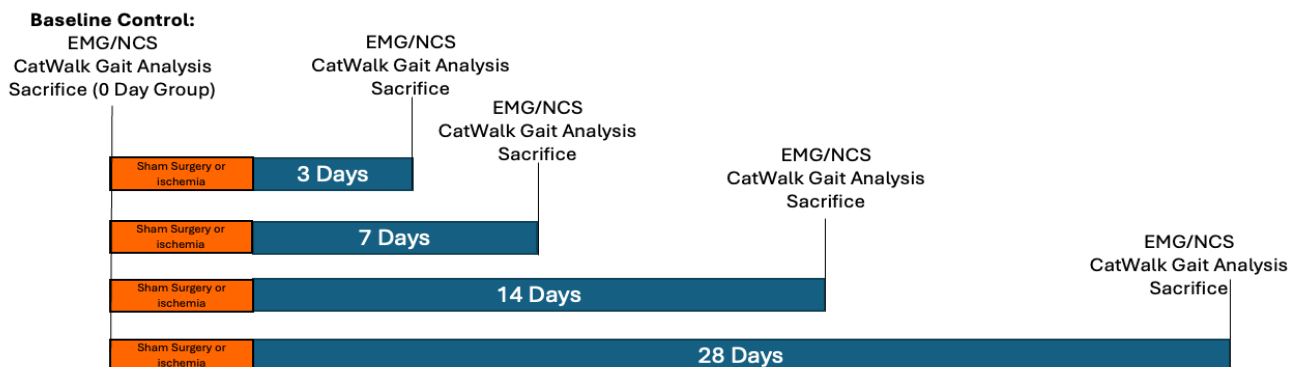 Baseline Control:
EMG/NCS
CatWalk Gait Analysis
Sacrifice (0 Day Group)
EMG/NCS
CatWalk Gait Analysis
Sacrifice
EMG/NCS
CatWalk Gait Analysis
Sacrifice
EMG/NCS
CatWalk Gait Analysis
Sacrifice
EMG/NCS
CatWalk Gait Analysis
Sacrifice
Sham Surgery or
ischemia
3 Days
Sham Surgery or
ischemia
7 Days
Sham Surgery or
ischemia
14 Days
Sham Surgery or
ischemia
28 Days